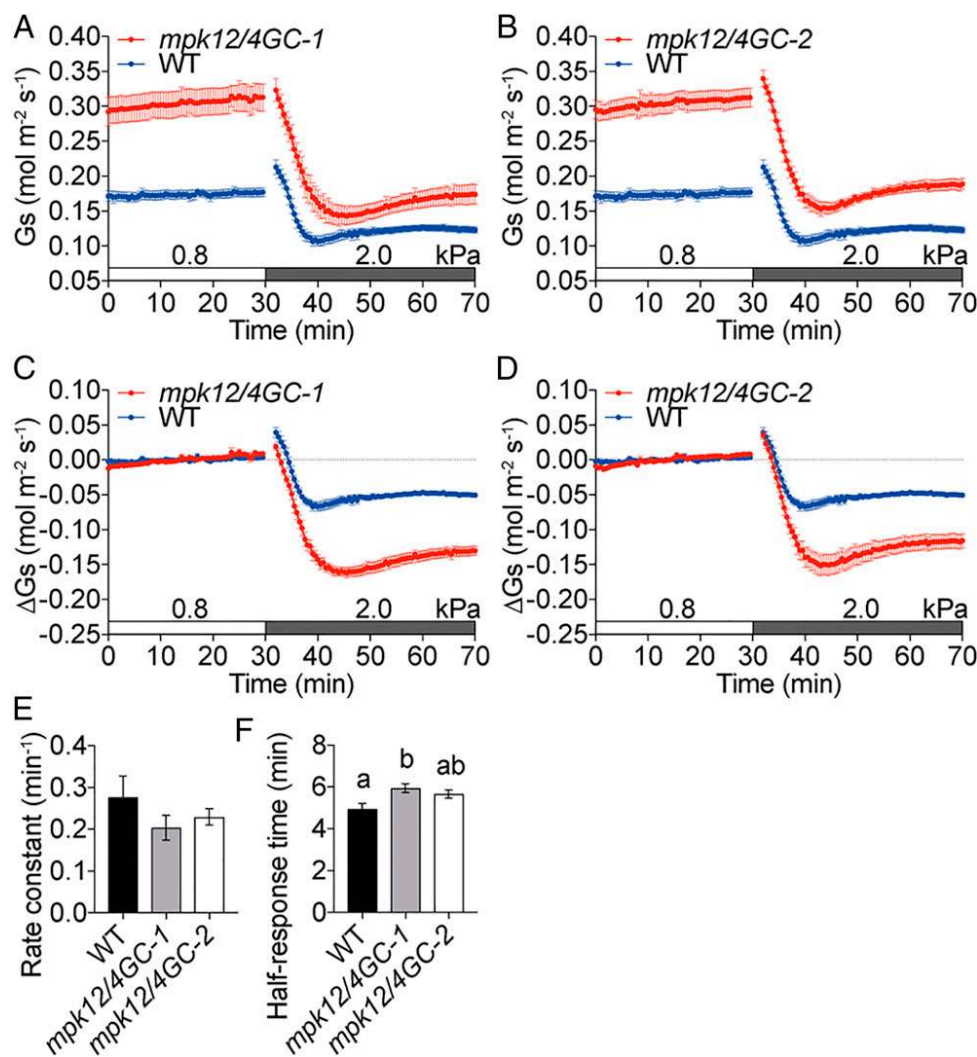 A
mpk12/4GC-1
WT
Gs (mol m⁻² s⁻¹)
0.40
0.35
0.30
0.25
0.20
0.15
0.10
0.05
0.8
2.0
kPa
0 10 20 30 40 50 60 70
Time (min)
B
mpk12/4GC-2
WT
Gs (mol m⁻² s⁻¹)
0.40
0.35
0.30
0.25
0.20
0.15
0.10
0.05
0.8
2.0
kPa
0 10 20 30 40 50 60 70
Time (min)
C
mpk12/4GC-1
WT
ΔGs (mol m⁻² s⁻¹)
0.10
0.05
0.00
-0.05
-0.10
-0.15
-0.20
-0.25
0.8
2.0
kPa
0 10 20 30 40 50 60 70
Time (min)
D
mpk12/4GC-2
WT
ΔGs (mol m⁻² s⁻¹)
0.10
0.05
0.00
-0.05
-0.10
-0.15
-0.20
-0.25
0.8
2.0
kPa
0 10 20 30 40 50 60 70
Time (min)
E
Rate constant (min⁻¹)
0.4
0.3
0.2
0.1
0.0
WT
mpk12/4GC-1
mpk12/4GC-2
F
Half-response time (min)
8
6
4
2
0
a
b
ab
WT
mpk12/4GC-1
mpk12/4GC-2